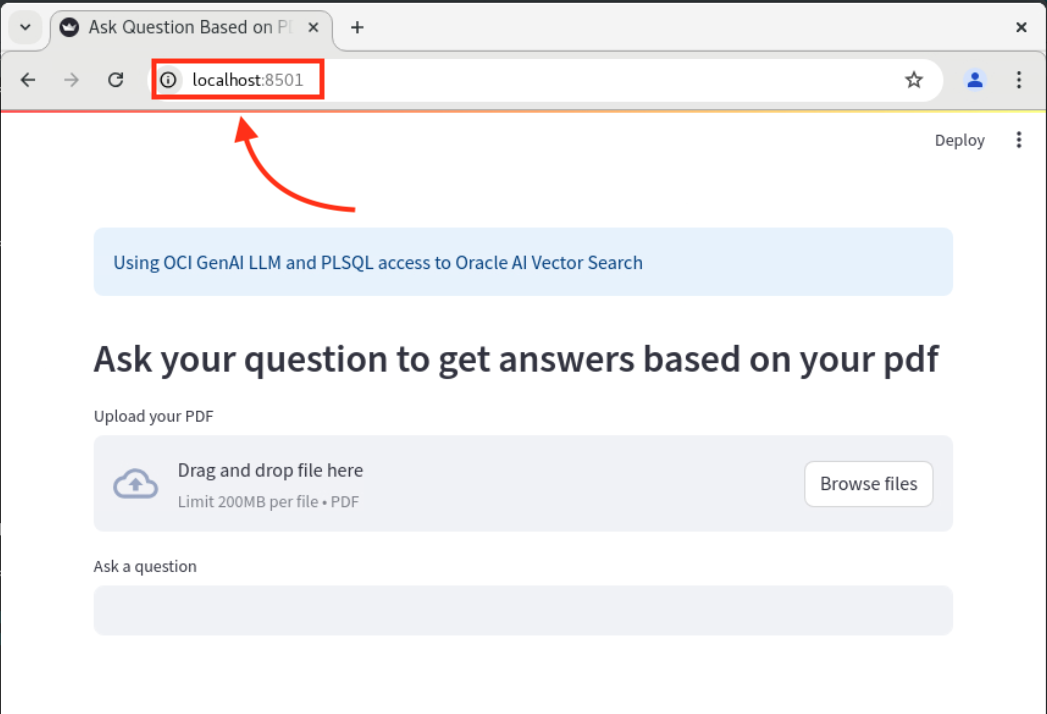 Ask Question Based on P
localhost:8501
Deploy
Using OCI GenAI LLM and PLSQL access to Oracle AI Vector Search
Ask your question to get answers based on your pdf
Upload your PDF
Drag and drop file here
Limit 200MB per file • PDF
Browse files
Ask a question